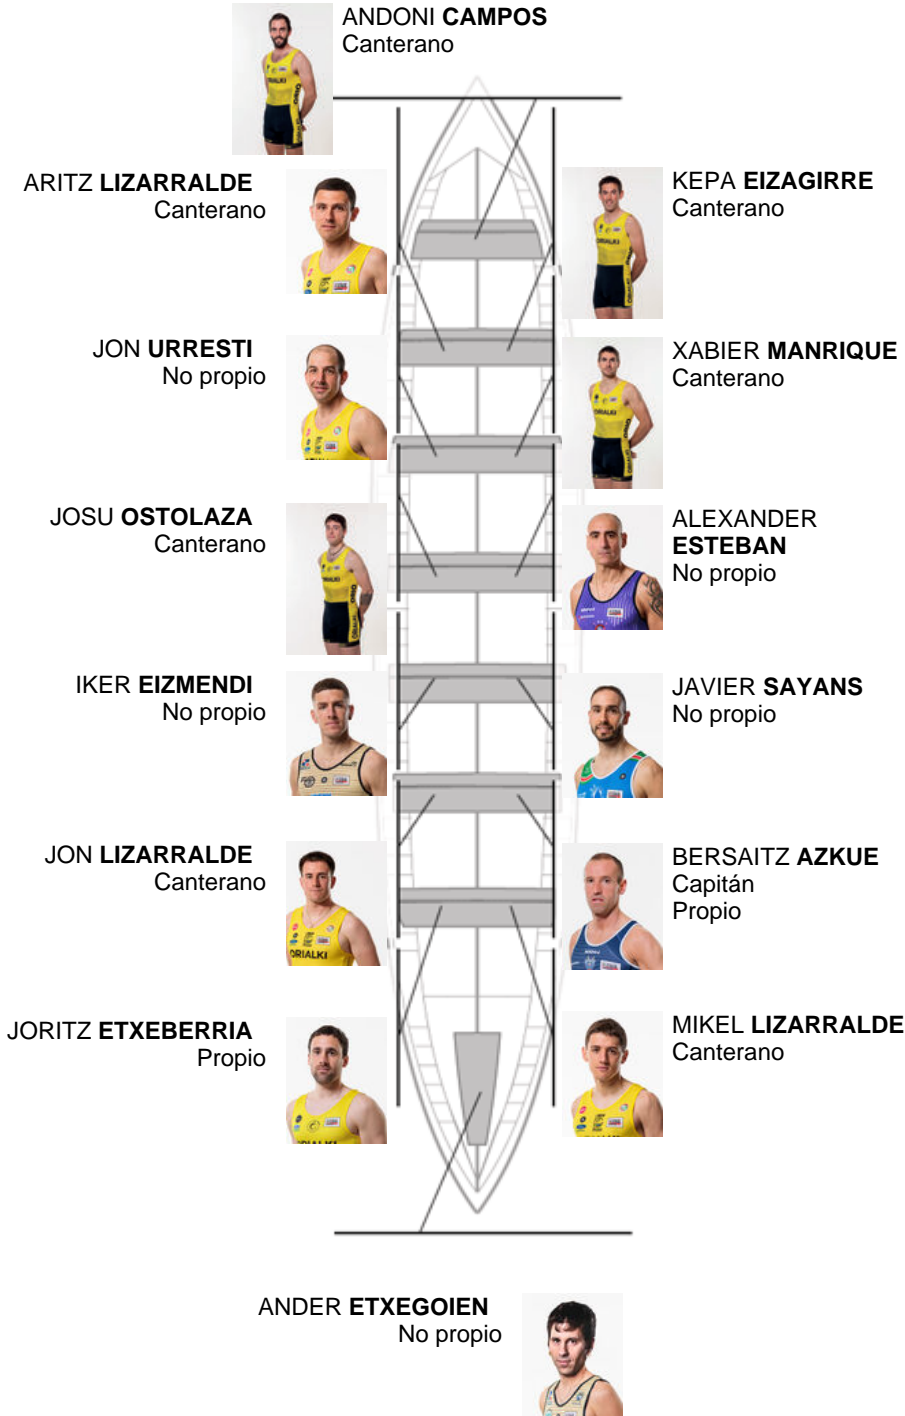 ANDONI CAMPOS
Canterano
ARITZ LIZARRALDE
Canterano
KEPA EIZAGIRRE
Canterano
JON URRESTI
No propio
XABIER MANRIQUE
Canterano
JOSU OSTOLAZA
Canterano
ALEXANDER
ESTEBAN
No propio
IKER EIZMENDI
No propio
JAVIER SAYANS
No propio
JON LIZARRALDE
Canterano
ORIALKI
BERSAITZ AZKUE
Capitán
Propio
JORITZ ETXEBERRIA
Propio
MIKEL LIZARRALDE
Canterano
ANDER ETXEGOIEN
No propio